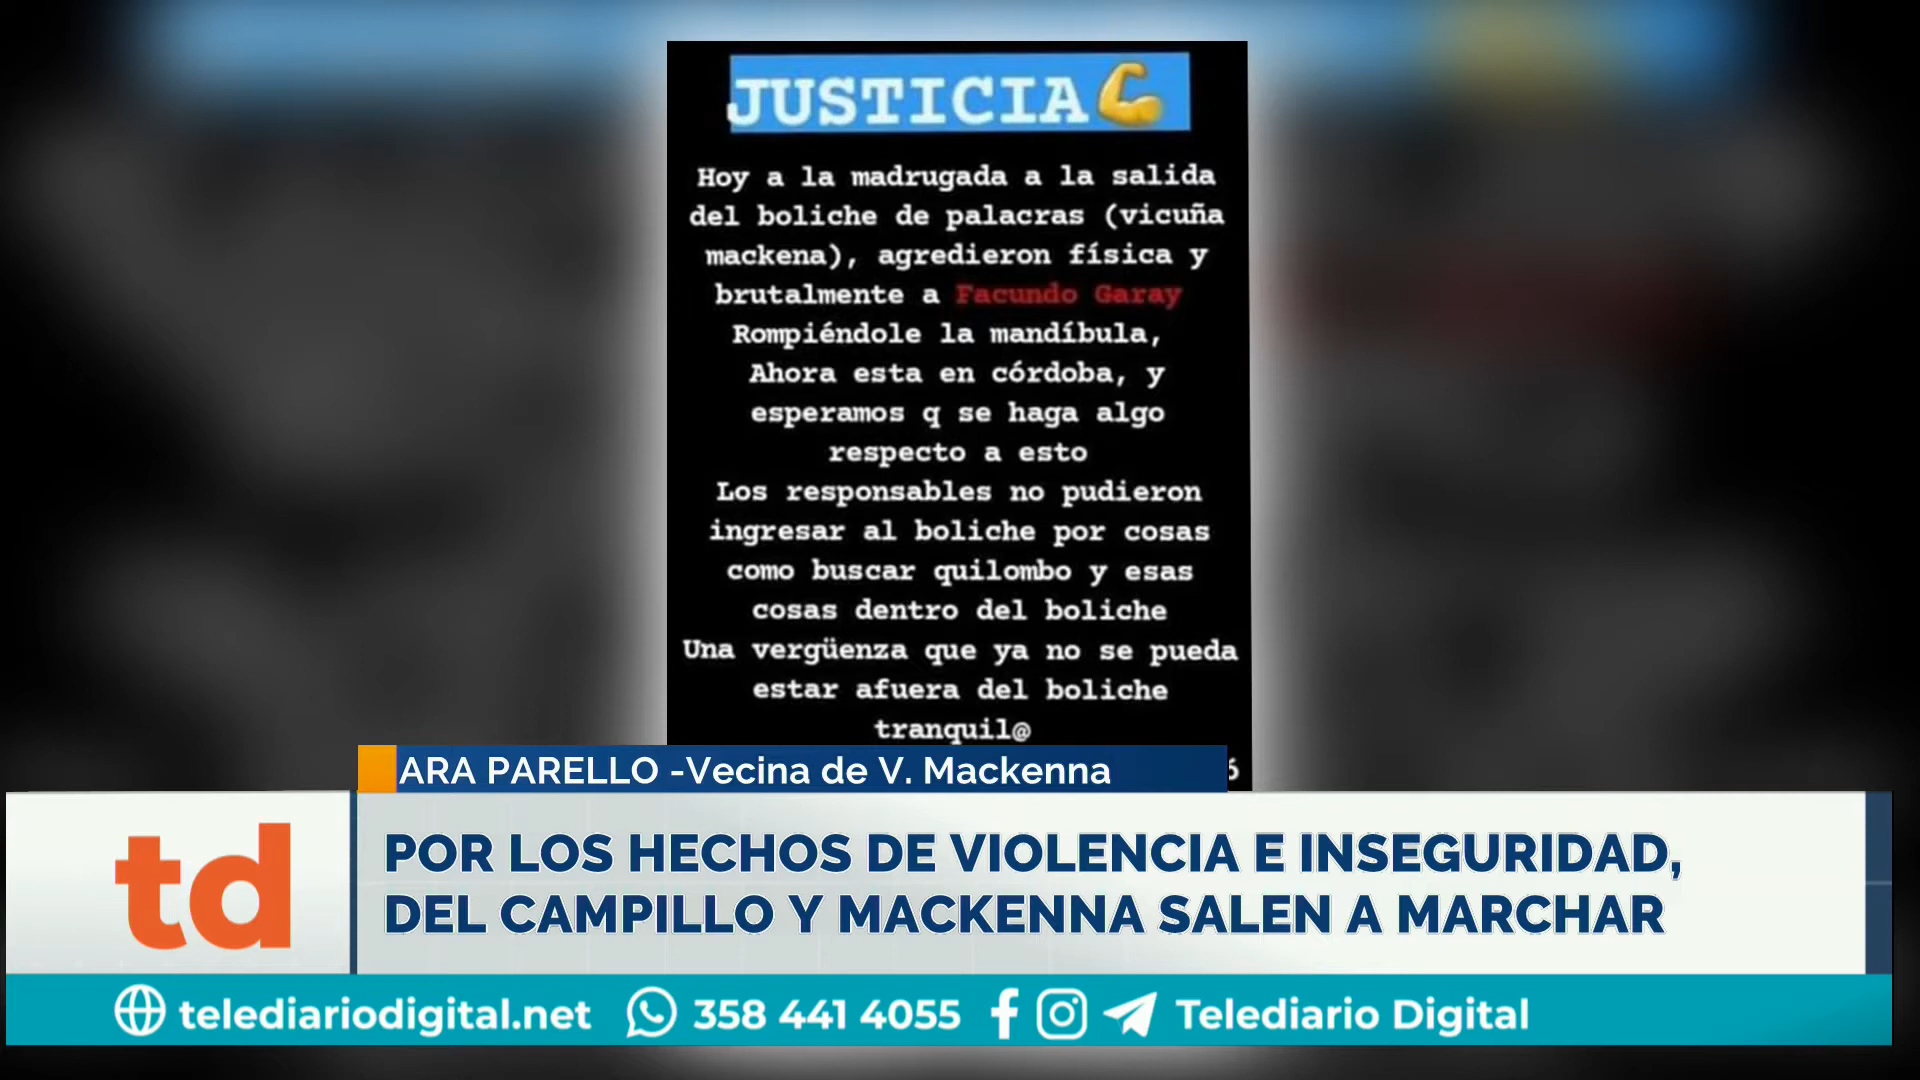 JUSTICIA💪
Hoy a la madrugada a la salida
del boliche de palacras (vicuña
mackena), agredieron física y
brutalmente a Facundo Garay
Rompiéndole la mandíbula,
Ahora esta en córdoba, y
esperamos q se haga algo
respecto a esto
Los responsables no pudieron
ingresar al boliche por cosas
como buscar quilombo y esas
cosas dentro del boliche
Una vergüenza que ya no se pueda
estar afuera del boliche
tranquil@
ARA PARELLO -Vecina de V. Mackenna
td
POR LOS HECHOS DE VIOLENCIA E INSEGURIDAD,
DEL CAMPILLO Y MACKENNA SALEN A MARCHAR
telediariodigital.net 358 441 4055 Telediario Digital